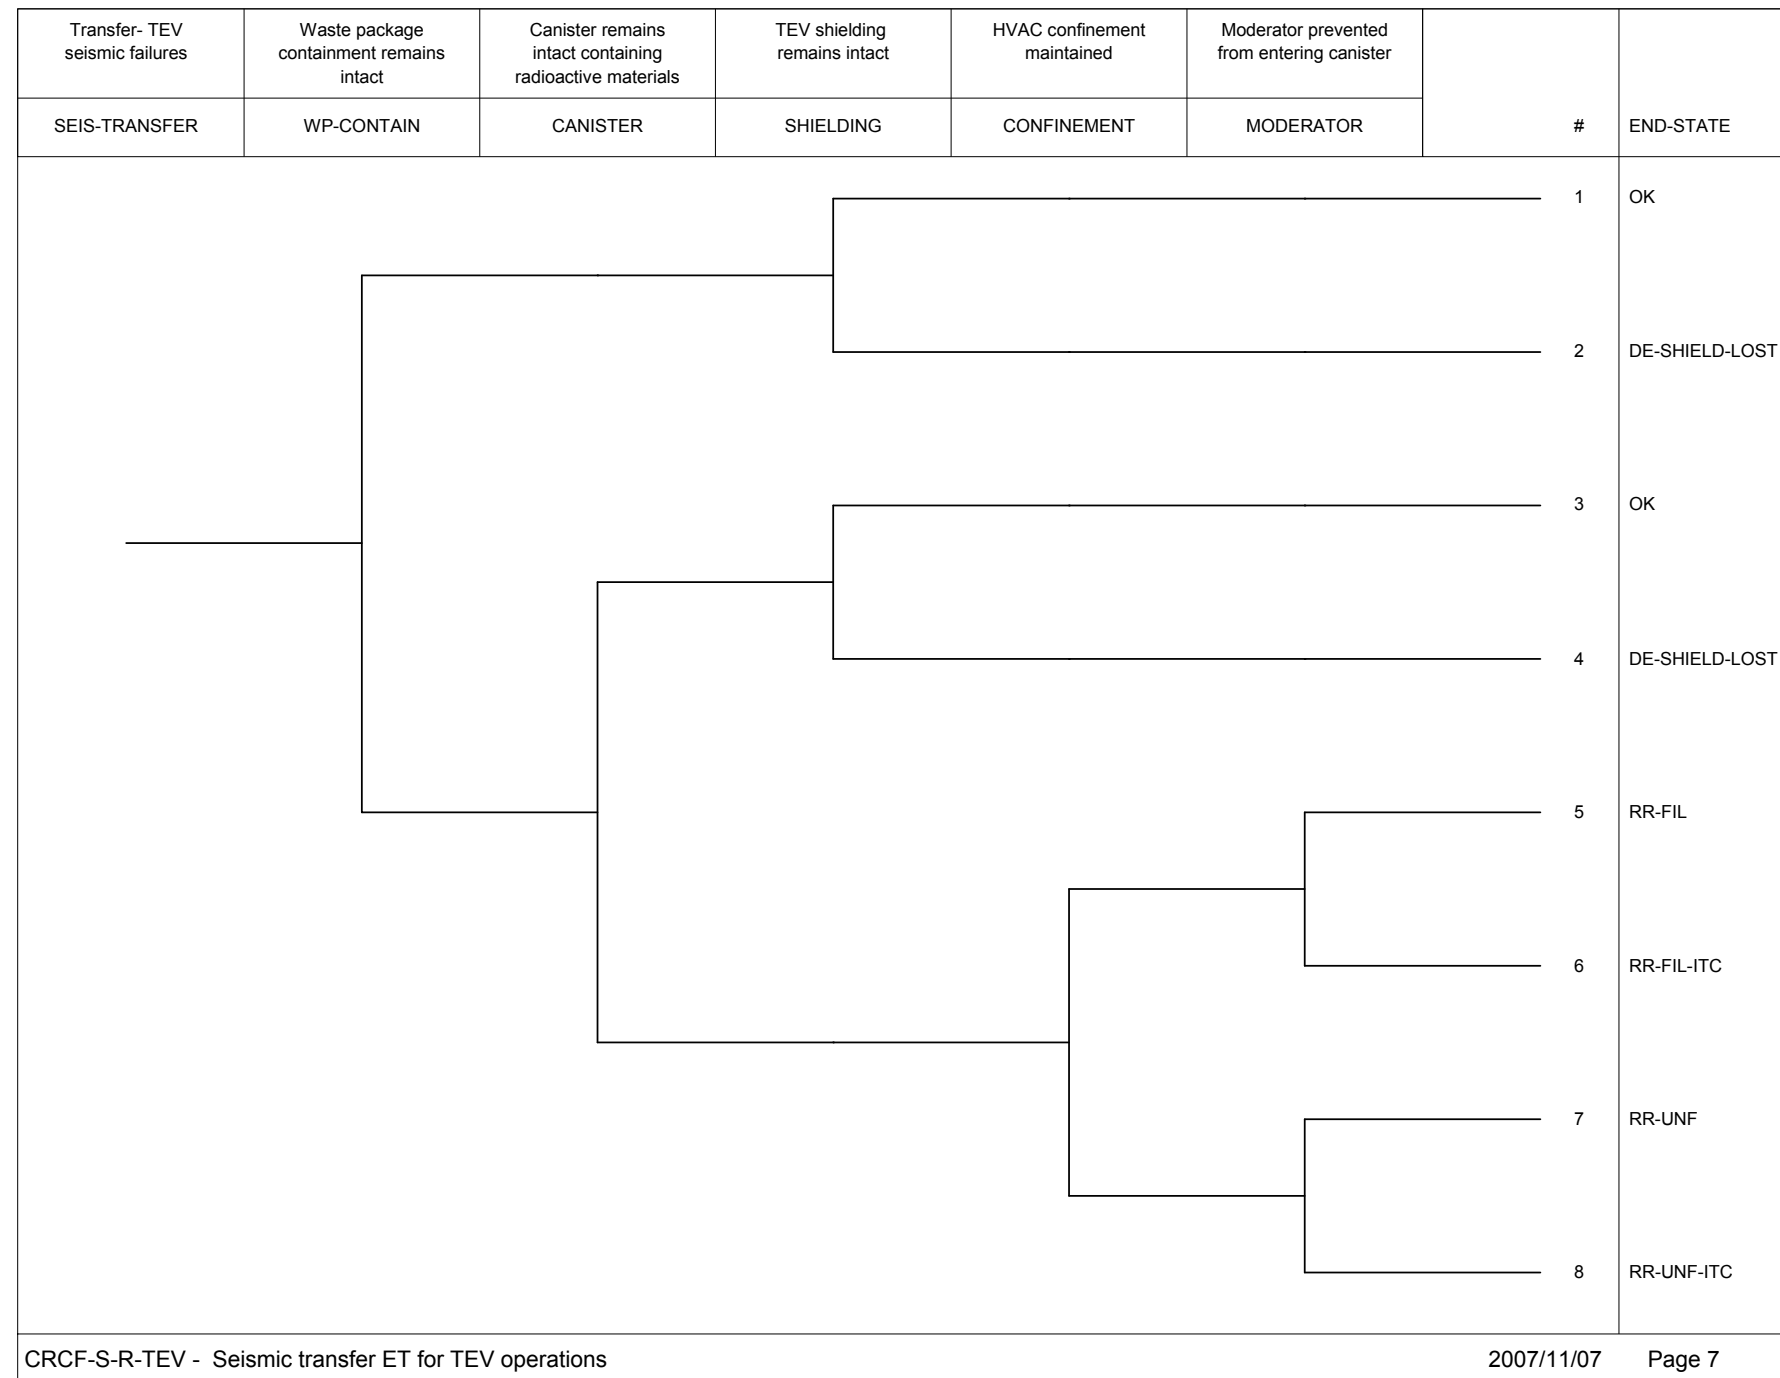 Transfer- TEV
seismic failures
Waste package
containment remains
intact
Canister remains
intact containing
radioactive materials
TEV shielding
remains intact
HVAC confinement
maintained
Moderator prevented
from entering canister
SEIS-TRANSFER
WP-CONTAIN
CANISTER
SHIELDING
CONFINEMENT
MODERATOR
#
END-STATE
1 OK
2 DE-SHIELD-LOST
3 OK
4 DE-SHIELD-LOST
5 RR-FIL
6 RR-FIL-ITC
7 RR-UNF
8 RR-UNF-ITC
CRCF-S-R-TEV - Seismic transfer ET for TEV operations 2007/11/07 Page 7